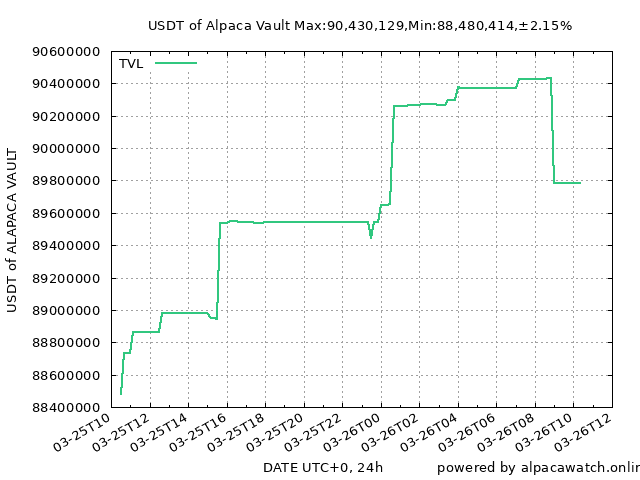 USDT of Alpaca Vault Max:90,430,129,Min:88,480,414,±2.15%
TVL
90600000
90400000
90200000
90000000
89800000
89600000
89400000
89200000
89000000
88800000
88600000
88400000
USDT of ALAPACA VAULT
03-25T10
03-25T12
03-25T14
03-25T16
03-25T18
03-25T20
03-25T22
03-26T00
03-26T02
03-26T04
03-26T06
03-26T08
03-26T10
03-26T12
DATE UTC+0, 24h
powered by alpacawatch.onlin